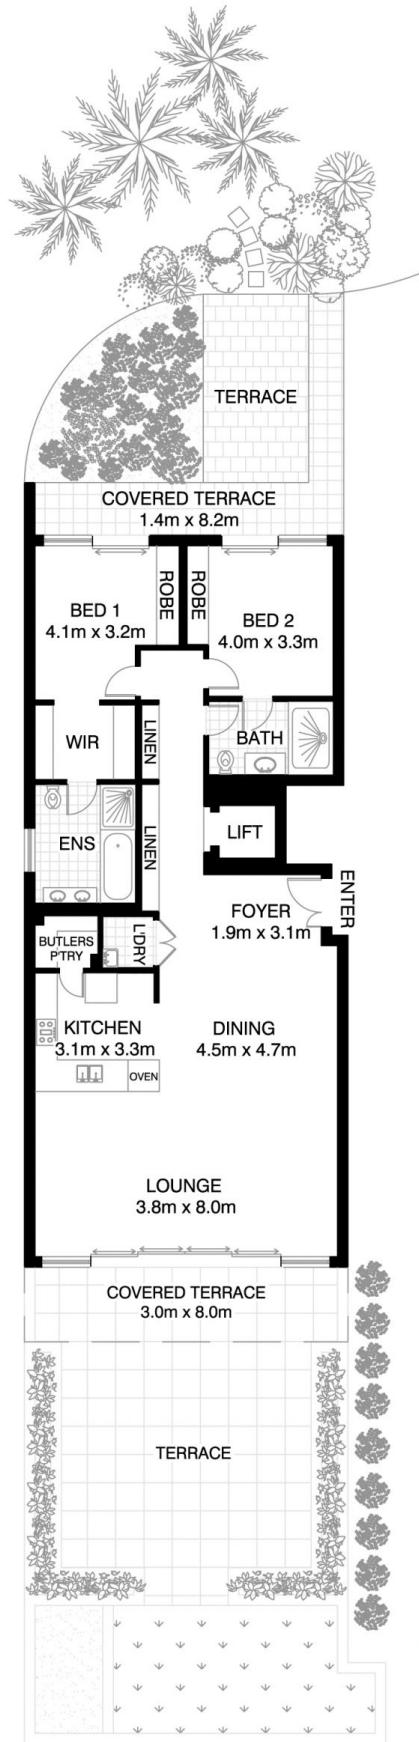 TERRACE
COVERED TERRACE
1.4m x 8.2m
ROBE
ROBE
BED 1
4.1m x 3.2m
BED 2
4.0m x 3.3m
WIR
LINEN
BATH
ENS
LINEN
LIFT
ENTER
FOYER
1.9m x 3.1m
BUTLERS
P'TRY
L'DRY
KITCHEN
3.1m x 3.3m
DINING
4.5m x 4.7m
OVEN
LOUNGE
3.8m x 8.0m
COVERED TERRACE
3.0m x 8.0m
TERRACE